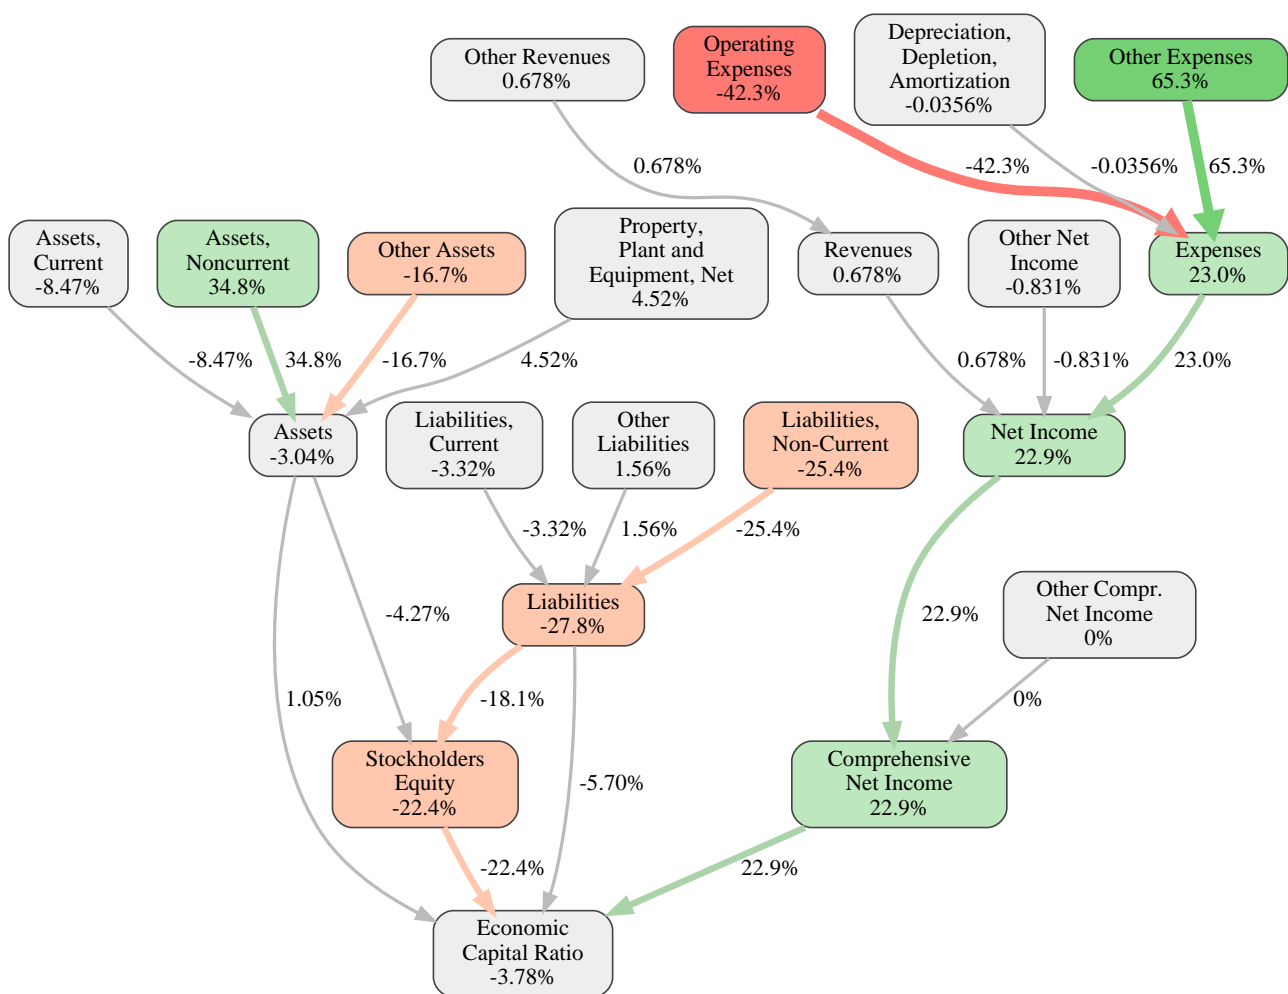 Other Revenues
0.678%
Operating
Expenses
-42.3%
Depreciation,
Depletion,
Amortization
-0.0356%
Other Expenses
65.3%
0.678%
-42.3%
-0.0356%
65.3%
Assets,
Current
-8.47%
Assets,
Noncurrent
34.8%
Other Assets
-16.7%
Property,
Plant and
Equipment, Net
4.52%
Revenues
0.678%
Other Net
Income
-0.831%
Expenses
23.0%
-8.47%
34.8%
-16.7%
4.52%
0.678%
-0.831%
23.0%
Assets
-3.04%
Liabilities,
Current
-3.32%
Other
Liabilities
1.56%
Liabilities,
Non-Current
-25.4%
Net Income
22.9%
-3.32%
1.56%
-25.4%
Liabilities
-27.8%
Other Compr.
Net Income
0%
-4.27%
22.9%
1.05%
-18.1%
0%
Stockholders
Equity
-22.4%
-5.70%
Comprehensive
Net Income
22.9%
-22.4%
22.9%
Economic
Capital Ratio
-3.78%